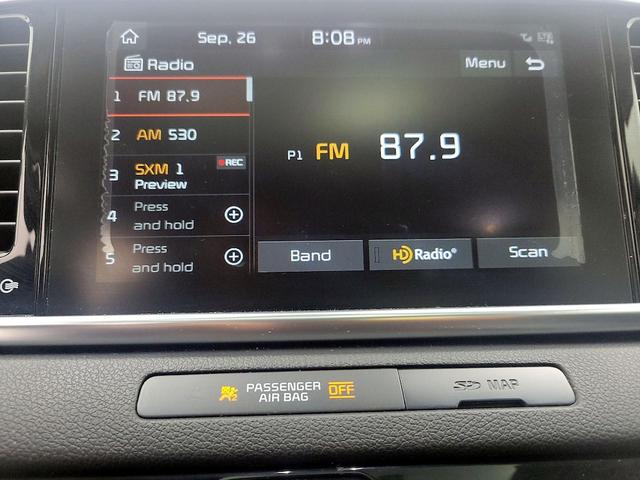 Sep. 26 8:08 PM
Radio Menu
1 FM 87.9
2 AM 530
3 SXM 1 REC
Preview
4 Press
and hold
5 Press
and hold
P1 FM 87.9
Band HD Radio® Scan
PASSENGER
AIR BAG OFF
SD MAP